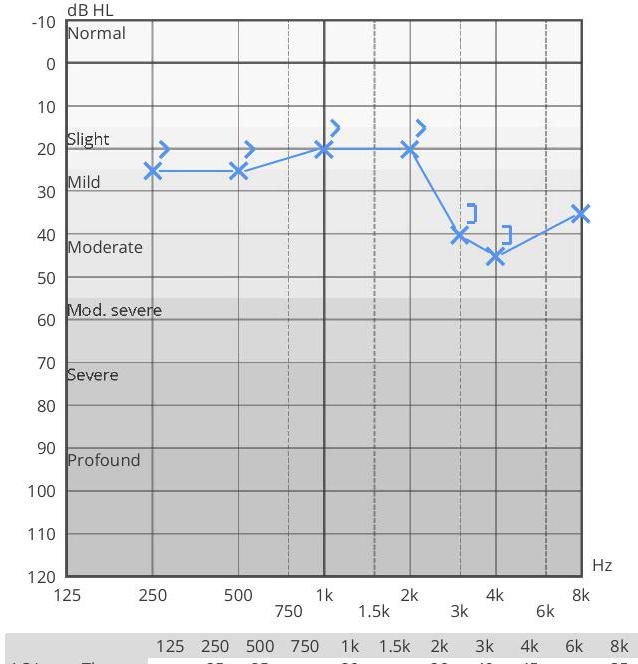 dB HL
-10
Normal
0
10
Slight
20
Mild
30
40
Moderate
50
Mod. severe
60
70
Severe
80
90
Profound
100
110
120
Hz
125 250 500 1k 2k 4k 8k
750 1.5k 3k 6k
125 250 500 750 1k 1.5k 2k 3k 4k 6k 8k